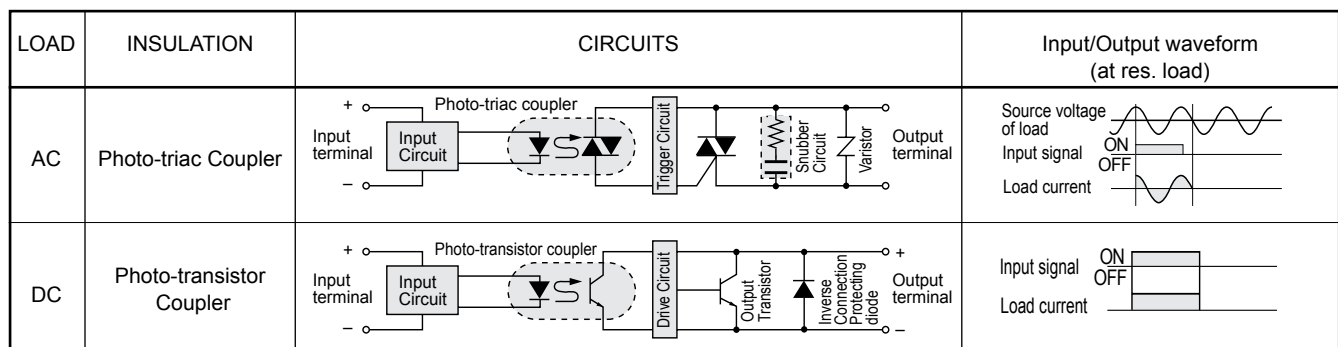 LOAD
INSULATION
CIRCUITS
Input/Output waveform
(at res. load)
AC
Photo-triac Coupler
+
Input
terminal
–
Input
Circuit
Photo-triac coupler
Trigger Circuit
Snubber
Circuit
Varistor
Output
terminal
Source voltage
of load
Input signal
ON
OFF
Load current
DC
Photo-transistor
Coupler
+
Input
terminal
–
Input
Circuit
Photo-transistor coupler
Drive Circuit
Output
Transistor
Inverse
Connection
Protecting
diode
+
Output
terminal
–
Input signal
ON
OFF
Load current